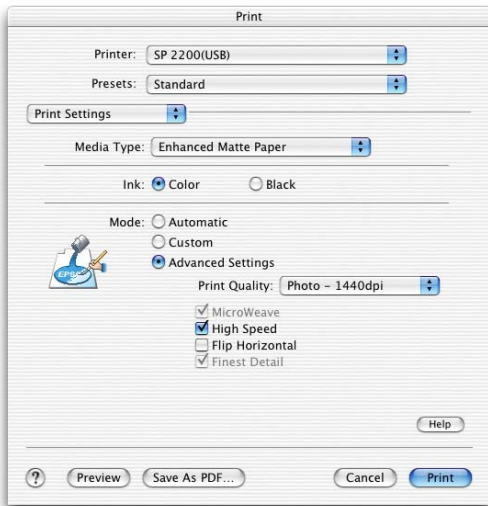 Print
Printer: SP 2200(USB)
Presets: Standard
Print Settings
Media Type: Enhanced Matte Paper
Ink: Color Black
Mode: Automatic
Custom
Advanced Settings
EPSON
Print Quality: Photo - 1440dpi
MicroWeave
High Speed
Flip Horizontal
Finest Detail
Help
? Preview Save As PDF... Cancel Print